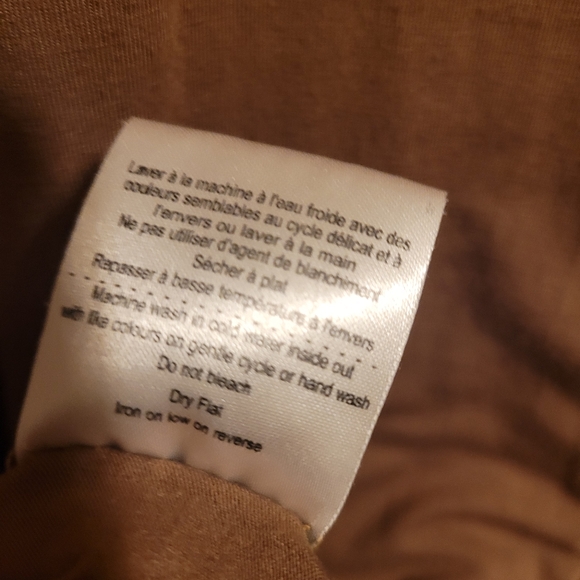 Laver à la machine à l'eau froide avec des
couleurs semblables au cycle délicat et à
l'envers ou laver à la main
Ne pas utiliser d'agent de blanchiment
Sécher à plat
Repasser à basse température à l'envers
Machine wash in cold water inside out
with like colours on gentle cycle or hand wash
Do not bleach
Dry Flat
Iron on low on reverse